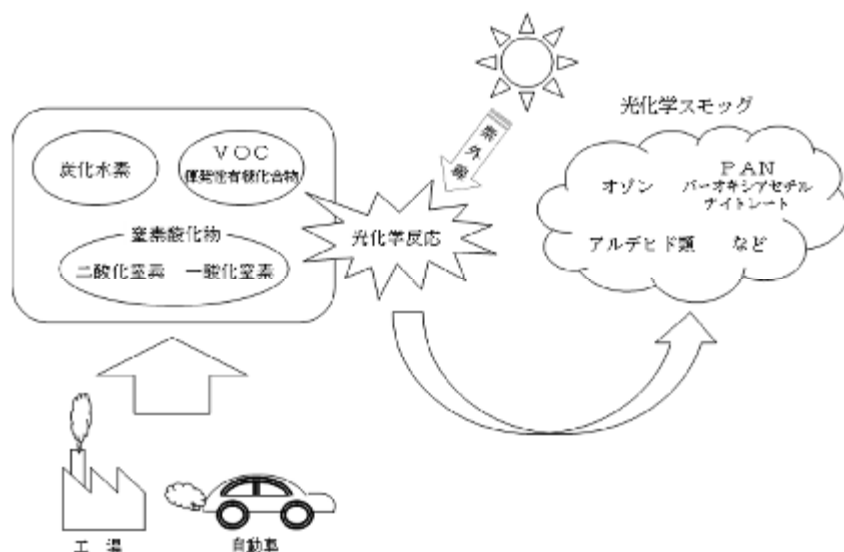 光化学スモッグ
紫外線
炭化水素
VOC
揮発性有機化合物
オゾン
PAN
パーオキシアセチル
ナイトレート
窒素酸化物
二酸化窒素 一酸化窒素
光化学反応
アルデヒド類 など
工場
自動車